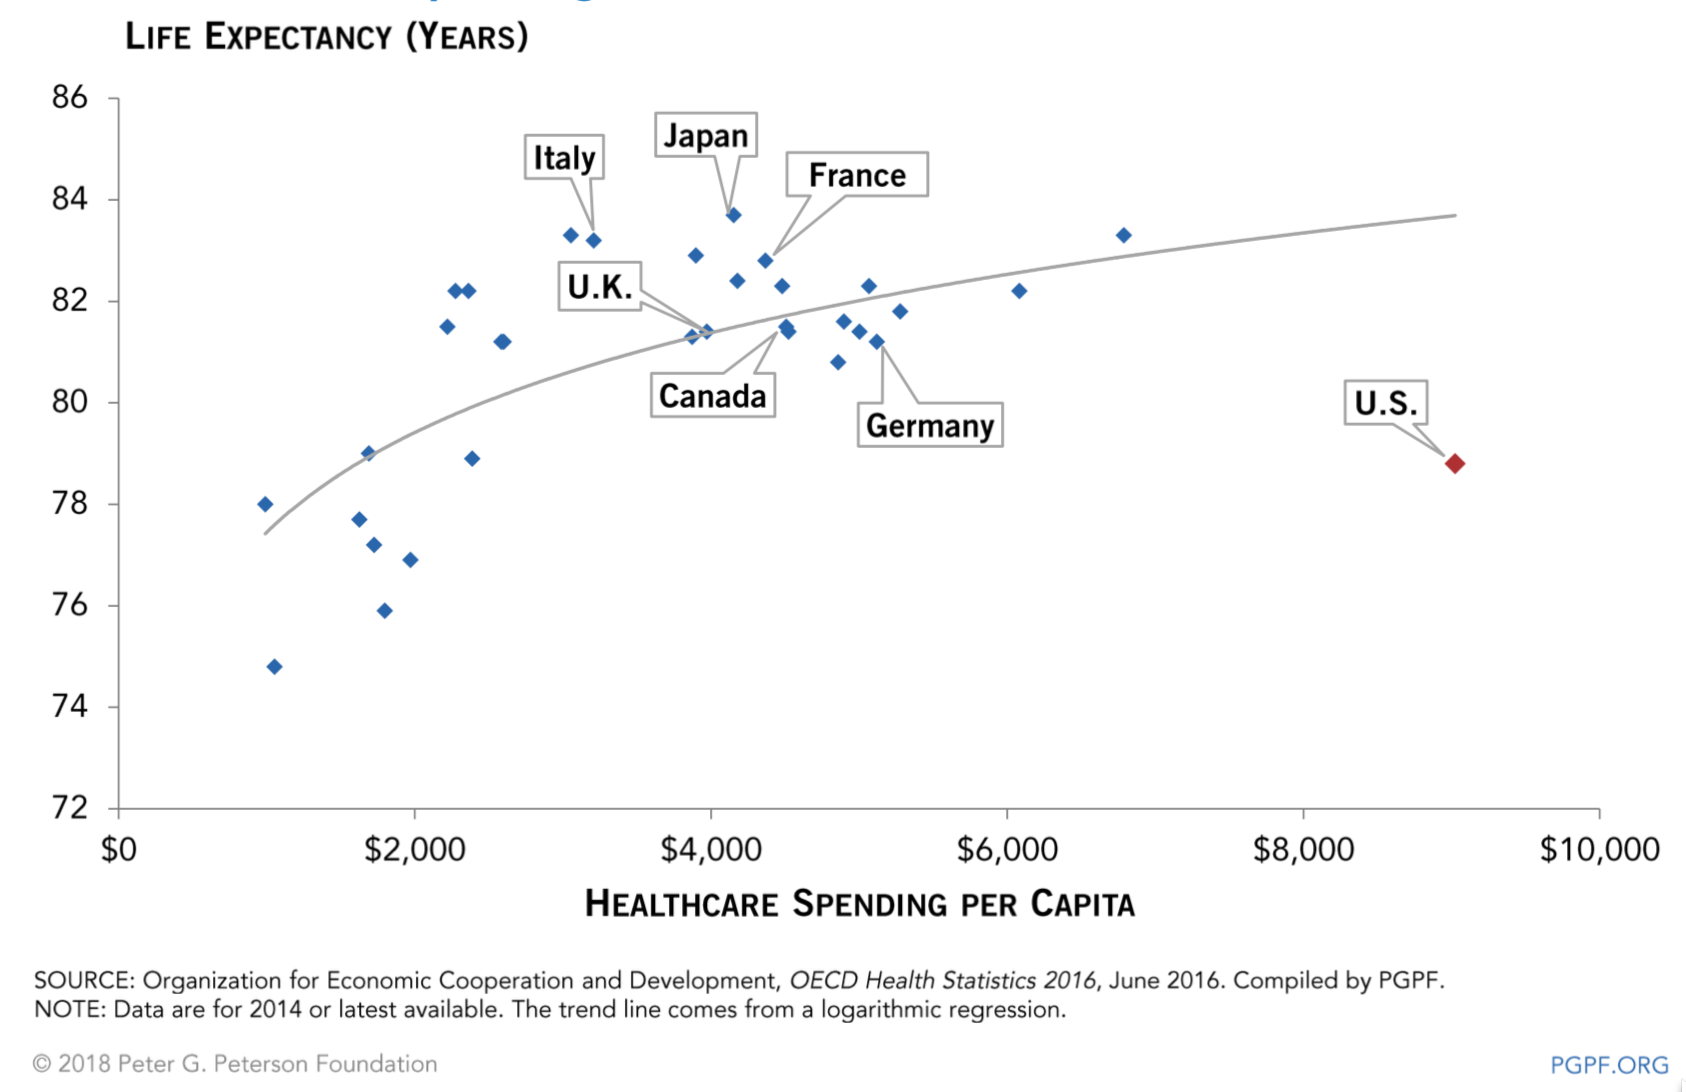 LIFE EXPECTANCY (YEARS)
86
84
82
80
78
76
74
72
Japan
Italy
France
U.K.
Canada
Germany
U.S.
$0
$2,000
$4,000
$6,000
$8,000
$10,000
HEALTHCARE SPENDING PER CAPITA
SOURCE: Organization for Economic Cooperation and Development, OECD Health Statistics 2016, June 2016. Compiled by PGPF.
NOTE: Data are for 2014 or latest available. The trend line comes from a logarithmic regression.
© 2018 Peter G. Peterson Foundation
PGPF.ORG